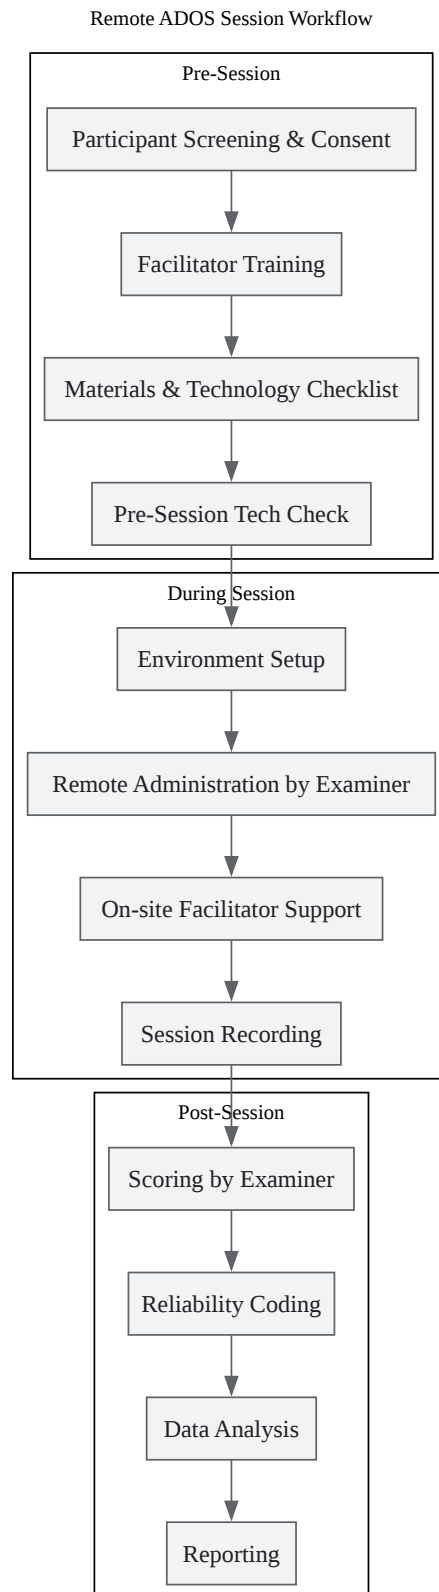 Remote ADOS Session Workflow
Pre-Session
Participant Screening & Consent
Facilitator Training
Materials & Technology Checklist
Pre-Session Tech Check
During Session
Environment Setup
Remote Administration by Examiner
On-site Facilitator Support
Session Recording
Post-Session
Scoring by Examiner
Reliability Coding
Data Analysis
Reporting